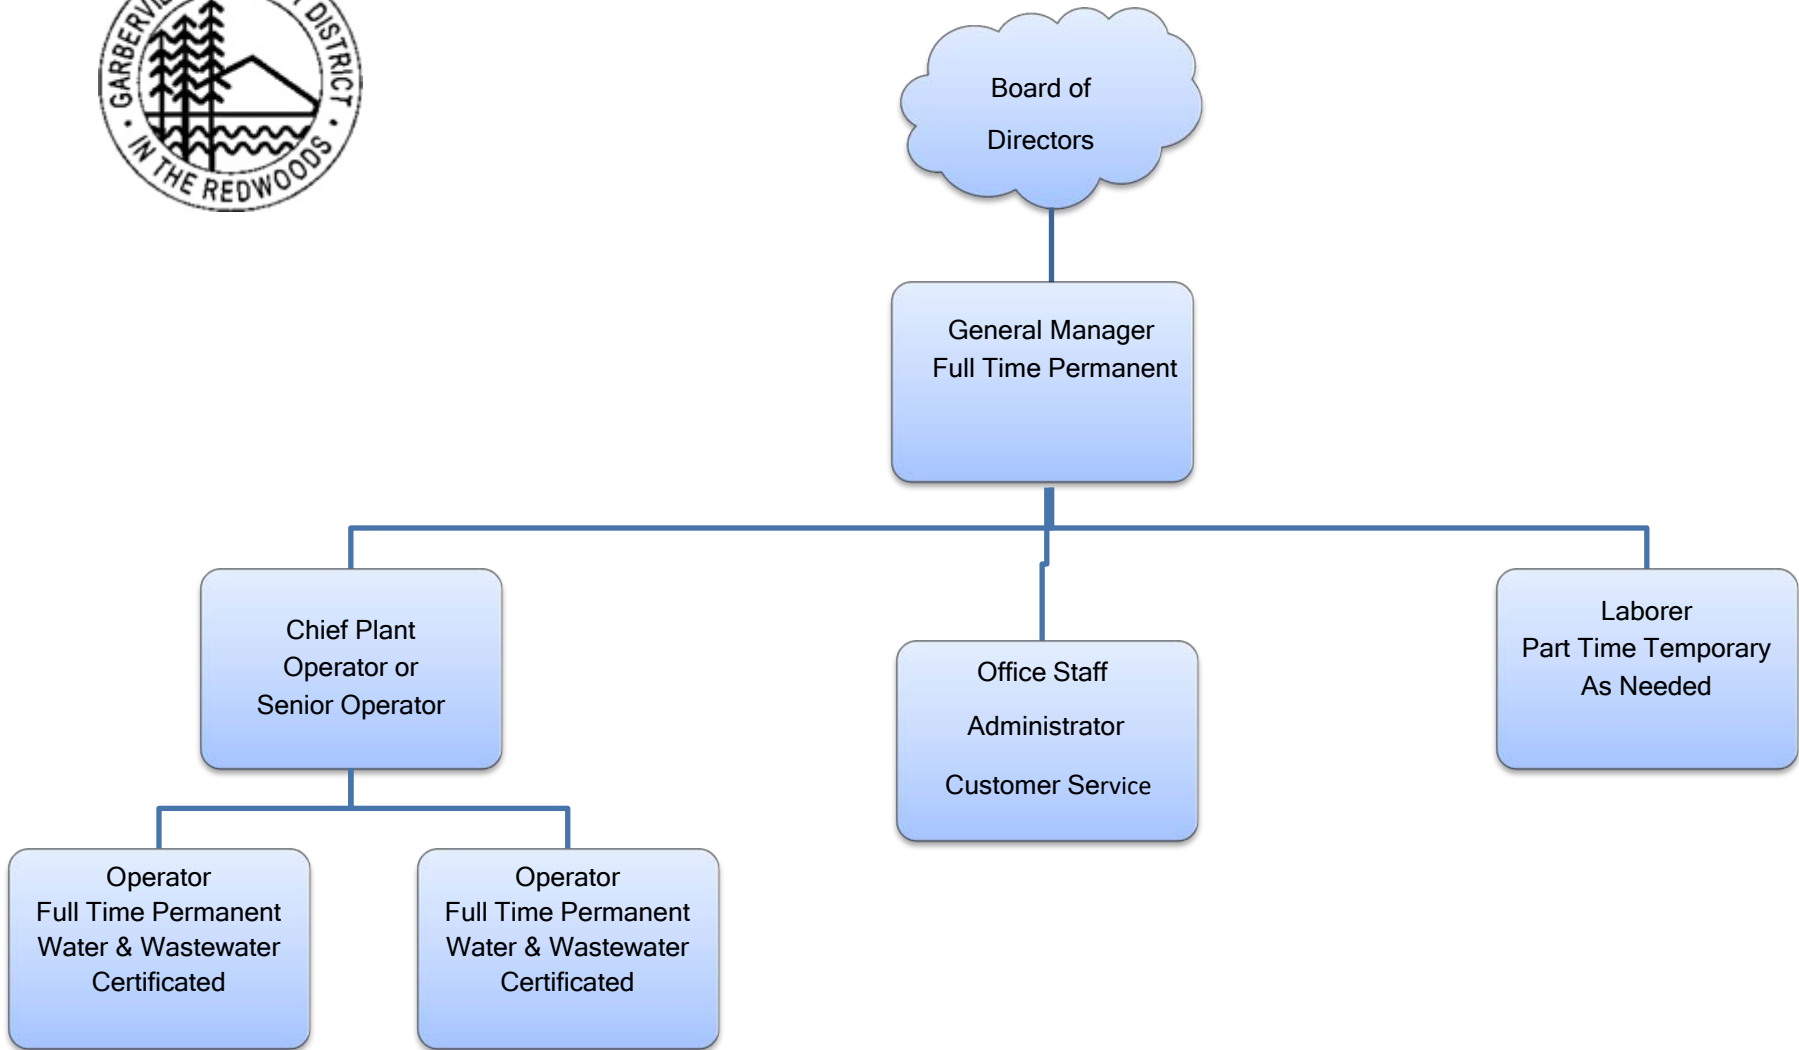 DISTRICT
IN THE REDWOODS
Board of
Directors
General Manager
Full Time Permanent
Chief Plant
Operator or
Senior Operator
Office Staff
Administrator
Customer Service
Laborer
Part Time Temporary
As Needed
Operator
Full Time Permanent
Water & Wastewater
Certificated
Operator
Full Time Permanent
Water & Wastewater
Certificated